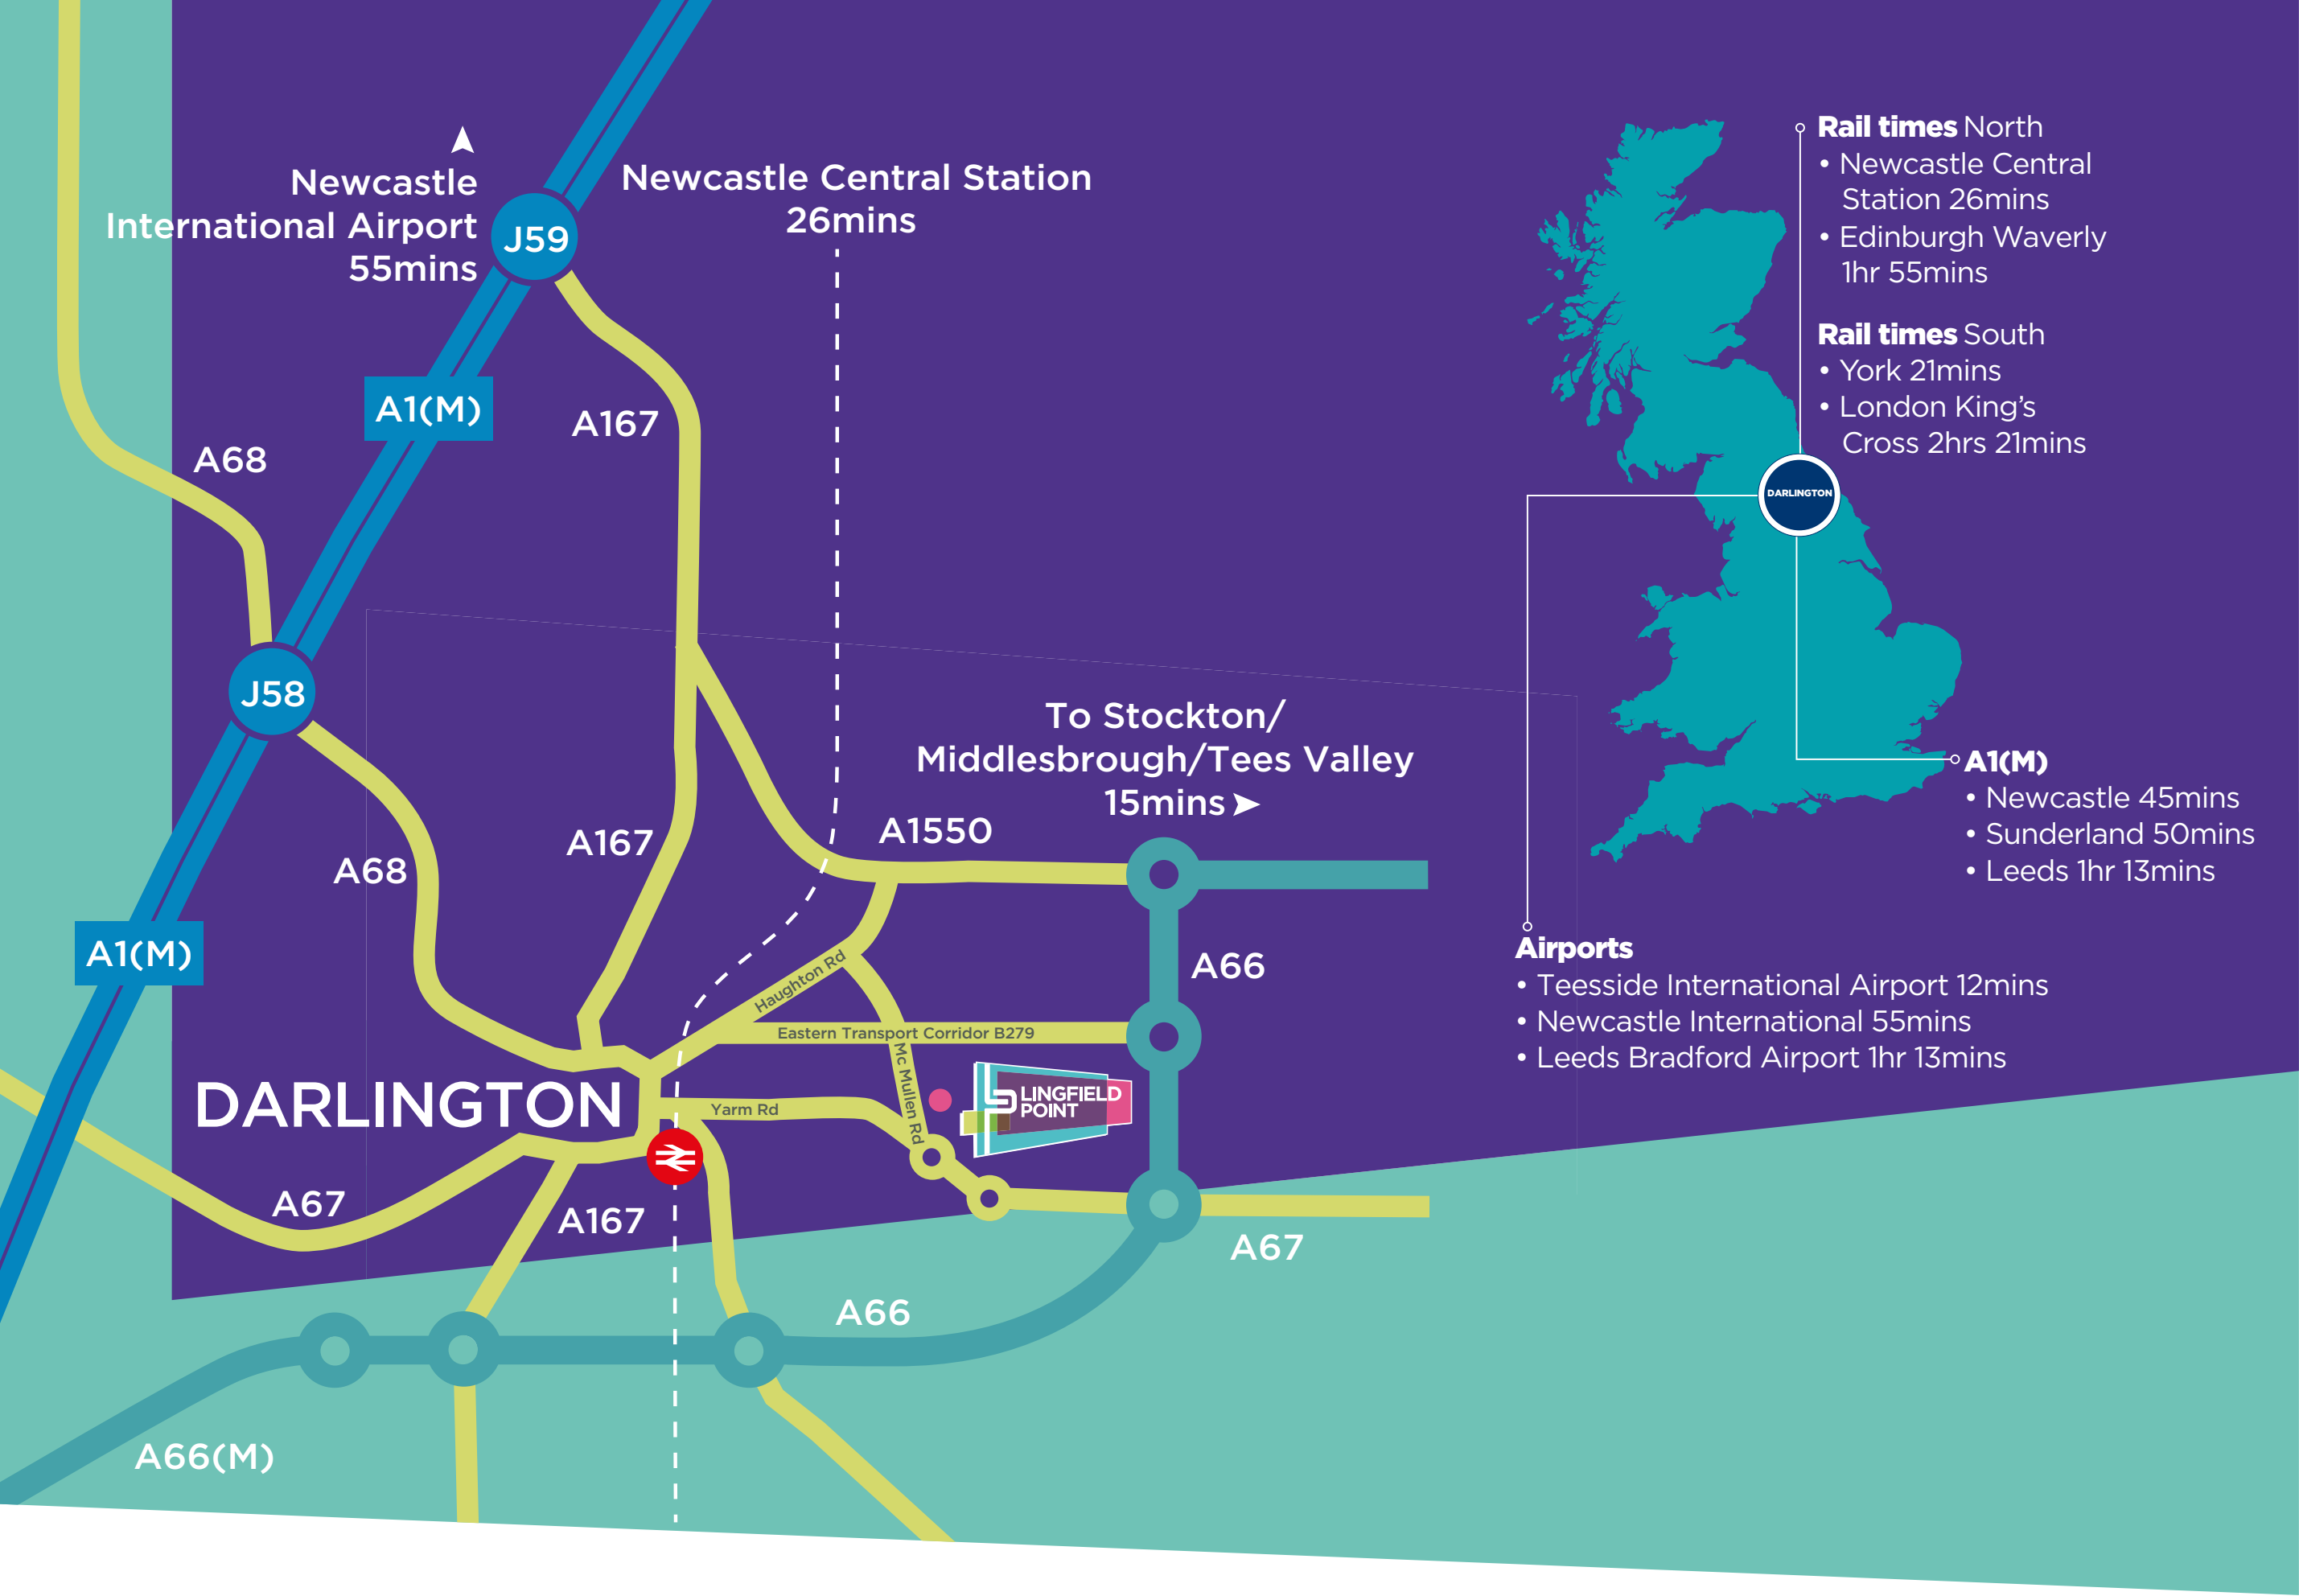 Newcastle
International Airport
55mins
J59
Newcastle Central Station
26mins
A1(M)
A167
A68
J58
To Stockton/
Middlesbrough/Tees Valley
15mins
A1550
A167
A68
A1(M)
A66
Haughton Rd
Eastern Transport Corridor B279
Mc Mullen Rd
LINGFIELD
POINT
DARLINGTON
Yarm Rd
A67
A167
A67
A66
A66(M)
Rail times North
• Newcastle Central
Station 26mins
• Edinburgh Waverly
1hr 55mins
Rail times South
• York 21mins
• London King’s
Cross 2hrs 21mins
DARLINGTON
A1(M)
• Newcastle 45mins
• Sunderland 50mins
• Leeds 1hr 13mins
Airports
• Teesside International Airport 12mins
• Newcastle International 55mins
• Leeds Bradford Airport 1hr 13mins